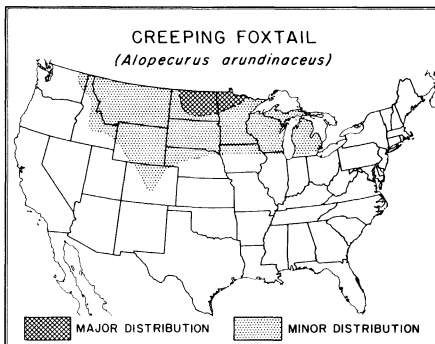 CREEPING FOXTAIL
(Alopecurus arundinaceus)
MAJOR DISTRIBUTION
MINOR DISTRIBUTION